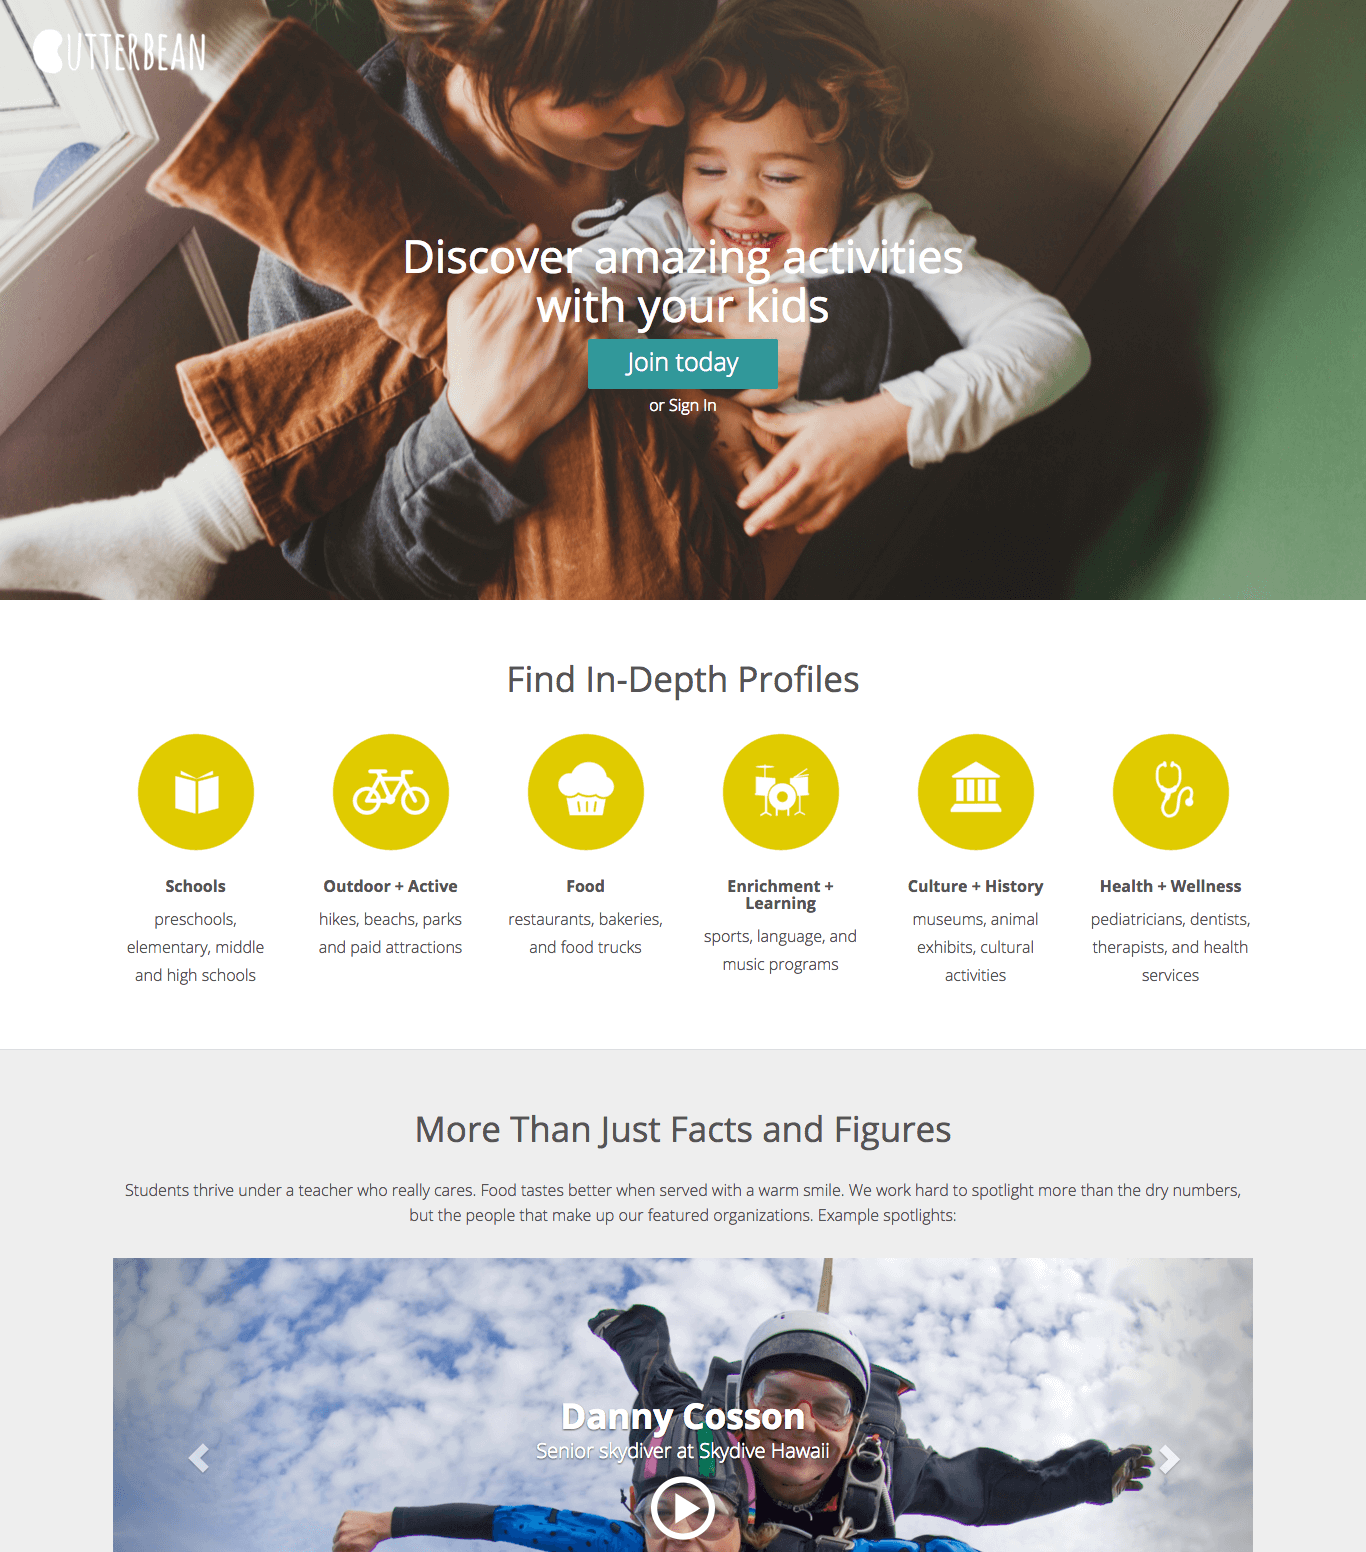 BUTTERBEAN
Discover amazing activities
with your kids
Join today
or Sign In
Find In-Depth Profiles
Schools
preschools,
elementary, middle
and high schools
Outdoor + Active
hikes, beachs, parks
and paid attractions
Food
restaurants, bakeries,
and food trucks
Enrichment +
Learning
sports, language, and
music programs
Culture + History
museums, animal
exhibits, cultural
activities
Health + Wellness
pediatricians, dentists,
therapists, and health
services
More Than Just Facts and Figures
Students thrive under a teacher who really cares. Food tastes better when served with a warm smile. We work hard to spotlight more than the dry numbers,
but the people that make up our featured organizations. Example spotlights:
Danny Cosson
Senior skydiver at Skydive Hawaii